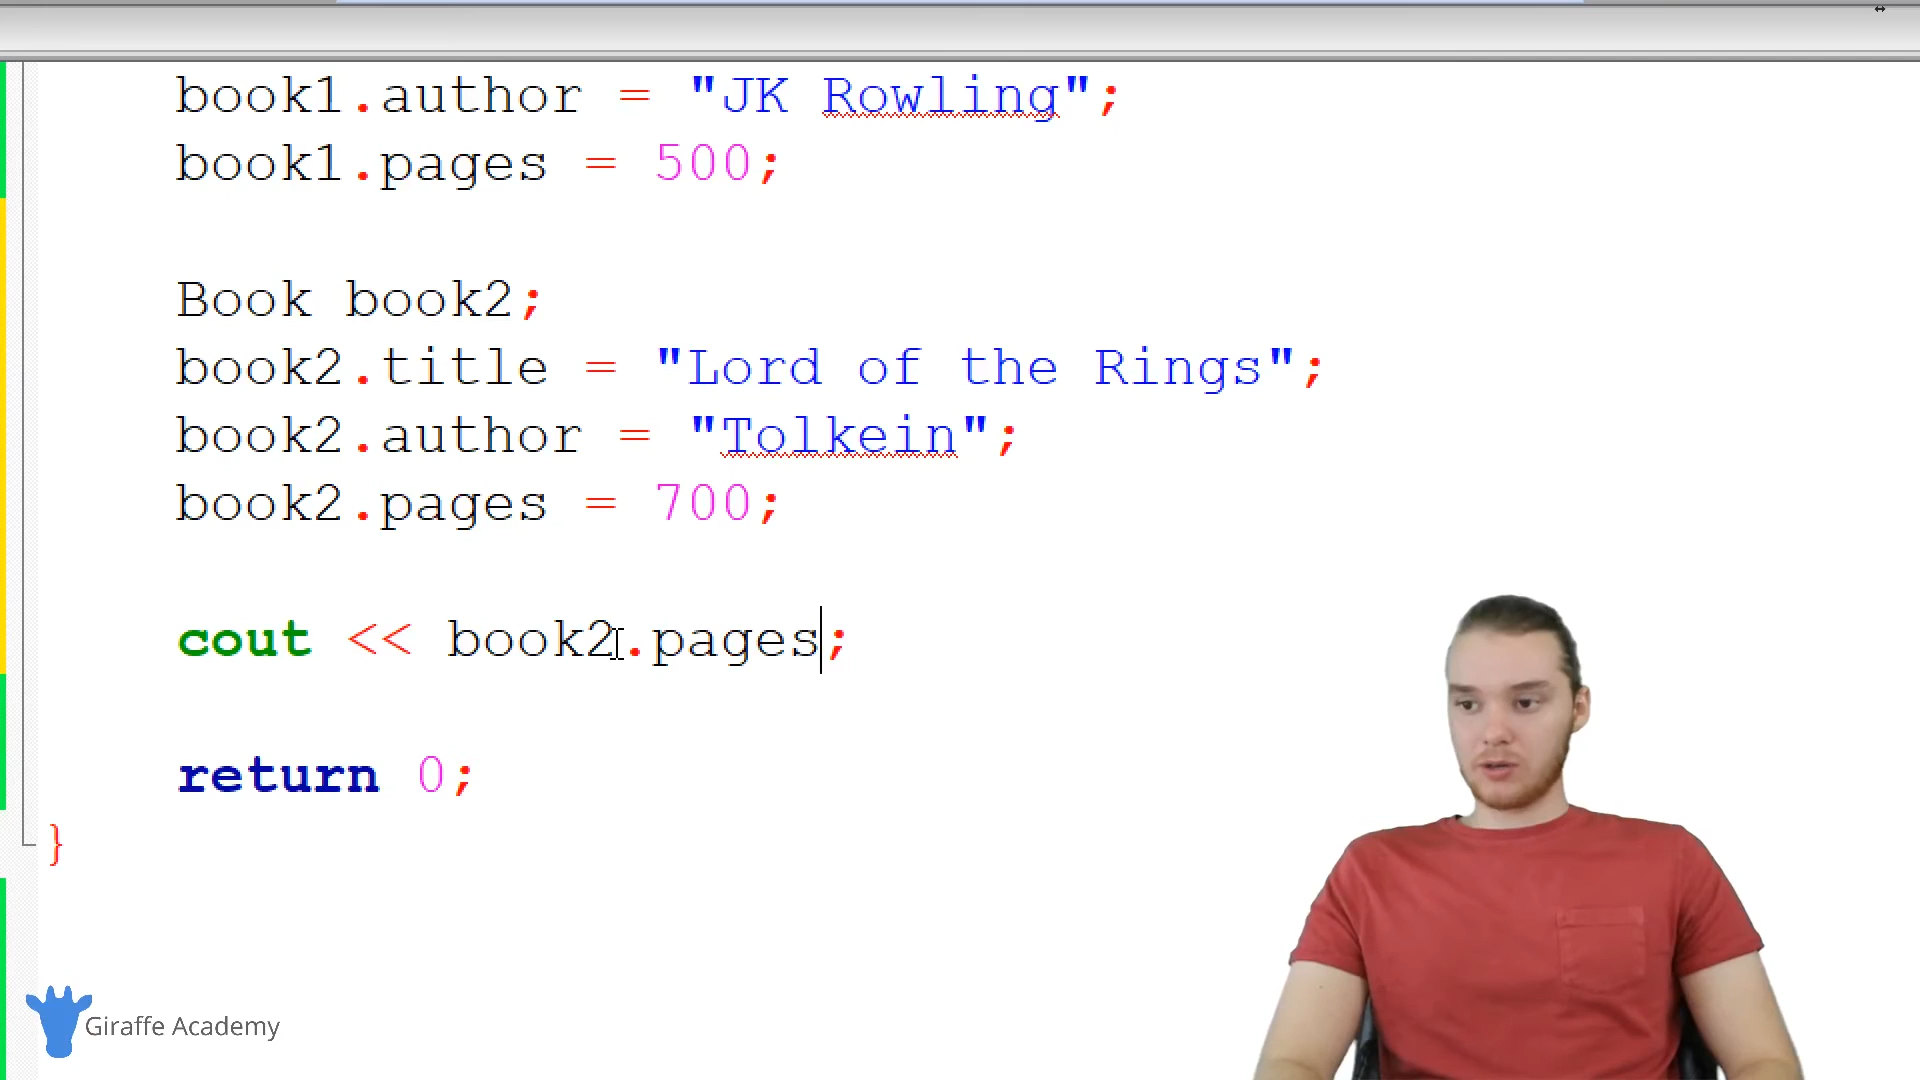 book1.author = "JK Rowling";
book1.pages = 500;
Book book2;
book2.title = "Lord of the Rings";
book2.author = "Tolkein";
book2.pages = 700;
cout << book2.pages;
return 0;
}
Giraffe Academy